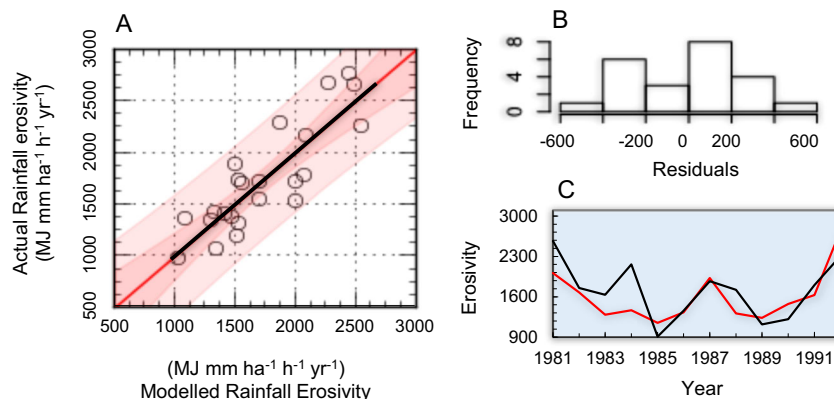 A
Actual Rainfall erosivity
(MJ mm ha⁻¹ h⁻¹ yr⁻¹)
3000
2500
2000
1500
1000
500
500 1000 1500 2000 2500 3000
(MJ mm ha⁻¹ h⁻¹ yr⁻¹)
Modelled Rainfall Erosivity
B
Frequency
8
4
0
-600 -200 0 200 600
Residuals
C
Erosivity
3000
2300
1600
900
1981 1983 1985 1987 1989 1991
Year